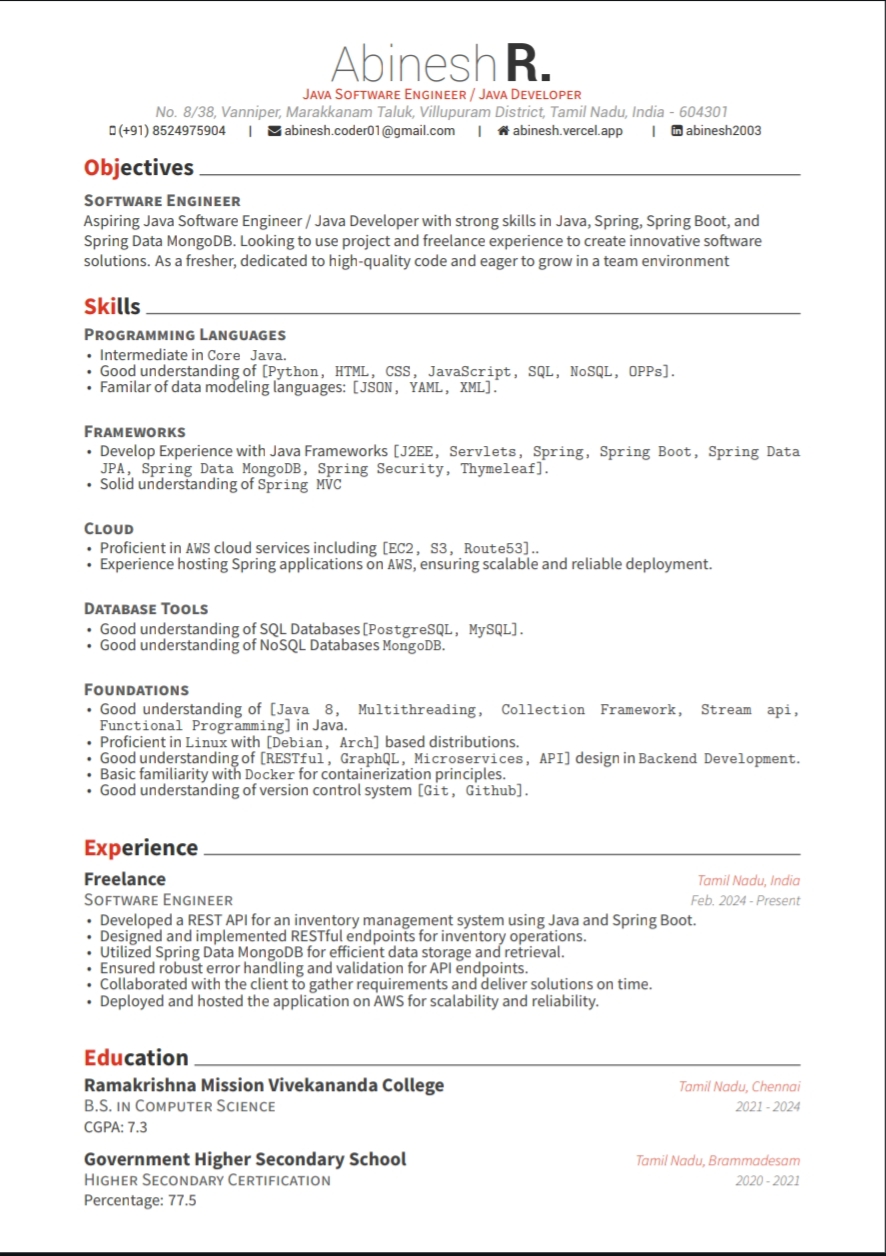 Abinesh R.
Java Software Engineer / Java Developer
No. 8/38, Vanniper, Marakkanam Taluk, Villupuram District, Tamil Nadu, India - 604301
(+91) 8524975904 | abinesh.coder01@gmail.com | abinesh.vercel.app | abinesh2003
Objectives
Software Engineer
Aspiring Java Software Engineer / Java Developer with strong skills in Java, Spring, Spring Boot, and
Spring Data MongoDB. Looking to use project and freelance experience to create innovative software
solutions. As a fresher, dedicated to high-quality code and eager to grow in a team environment
Skills
Programming Languages
• Intermediate in Core Java.
• Good understanding of [Python, HTML, CSS, JavaScript, SQL, NoSQL, OPPs].
• Familar of data modeling languages: [JSON, YAML, XML].
Frameworks
• Develop Experience with Java Frameworks [J2EE, Servlets, Spring, Spring Boot, Spring Data
JPA, Spring Data MongoDB, Spring Security, Thymeleaf].
• Solid understanding of Spring MVC
Cloud
• Proficient in AWS cloud services including [EC2, S3, Route53]..
• Experience hosting Spring applications on AWS, ensuring scalable and reliable deployment.
Database Tools
• Good understanding of SQL Databases[PostgreSQL, MySQL].
• Good understanding of NoSQL Databases MongoDB.
Foundations
• Good understanding of [Java 8, Multithreading, Collection Framework, Stream api,
Functional Programming] in Java.
• Proficient in Linux with [Debian, Arch] based distributions.
• Good understanding of [RESTful, GraphQL, Microservices, API] design in Backend Development.
• Basic familiarity with Docker for containerization principles.
• Good understanding of version control system [Git, Github].
Experience
Freelance Tamil Nadu, India
Software Engineer Feb. 2024 - Present
• Developed a REST API for an inventory management system using Java and Spring Boot.
• Designed and implemented RESTful endpoints for inventory operations.
• Utilized Spring Data MongoDB for efficient data storage and retrieval.
• Ensured robust error handling and validation for API endpoints.
• Collaborated with the client to gather requirements and deliver solutions on time.
• Deployed and hosted the application on AWS for scalability and reliability.
Education
Ramakrishna Mission Vivekananda College Tamil Nadu, Chennai
B.S. in Computer Science 2021 - 2024
CGPA: 7.3
Government Higher Secondary School Tamil Nadu, Brammadesam
Higher Secondary Certification 2020 - 2021
Percentage: 77.5